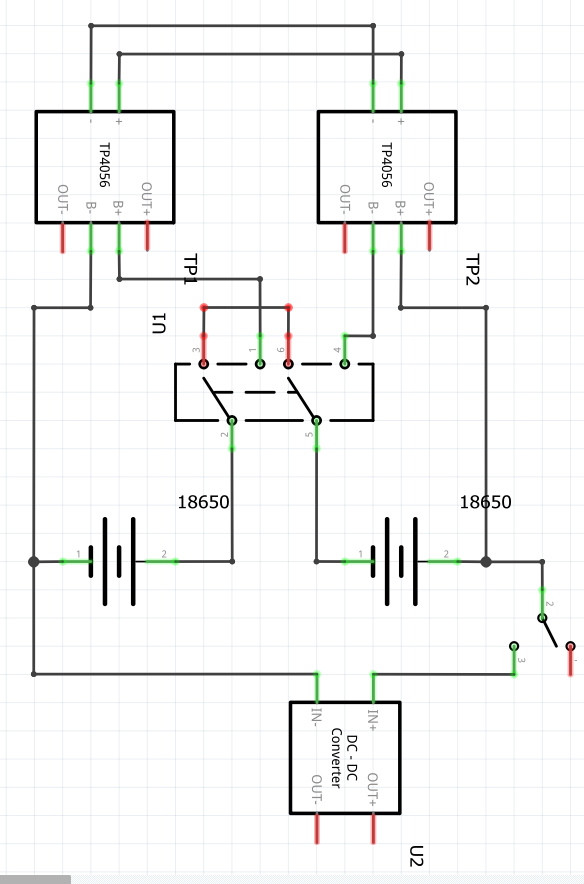 - +
- +
TP4056
TP4056
OUT- B- B+ OUT+
OUT- B- B+ OUT+
TP1
TP2
U1
3 1 6 4
2 5
18650
18650
1 2
1 2
2
3 1
IN- IN+
DC - DC
Converter
OUT- OUT+
U2